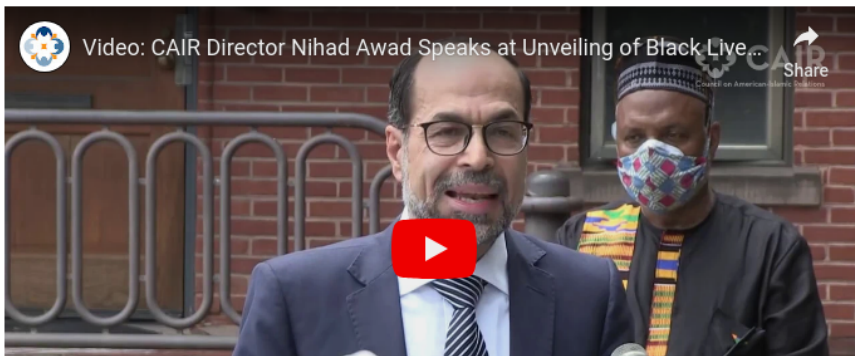 Video: CAIR Director Nihad Awad Speaks at Unveiling of Black Live...
Share
CAIR
Council on American-Islamic Relations